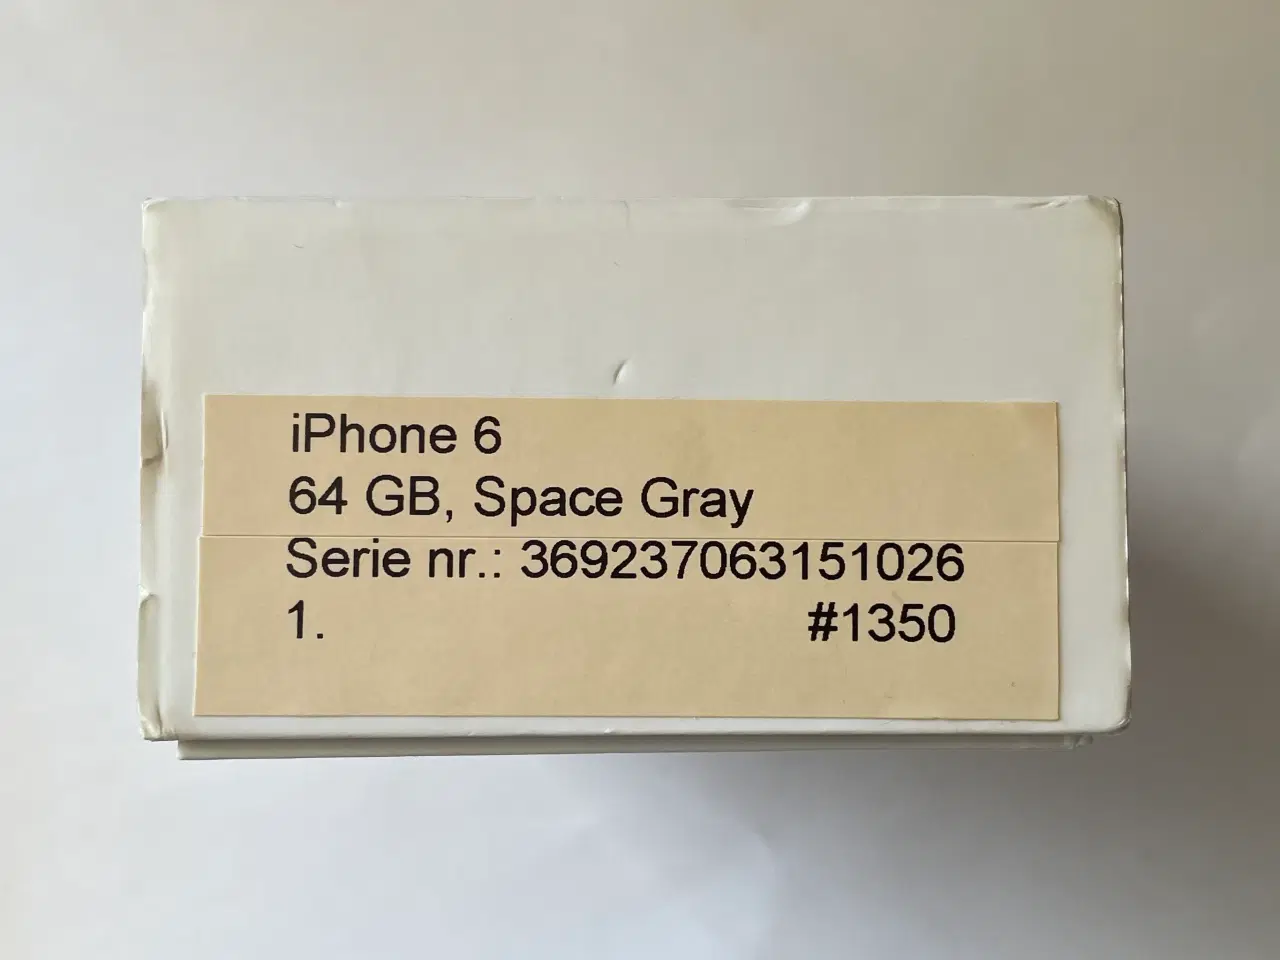 iPhone 6
64 GB, Space Gray
Serie nr.: 369237063151026
1. #1350